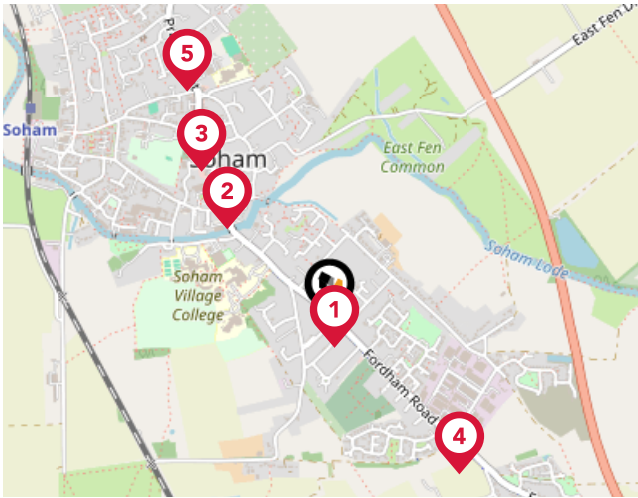 East Fen D
Pr
5
Soham
3
Soham
East Fen
Common
2
Soham Lode
Soham
Village
College
1
Fordham Road
4